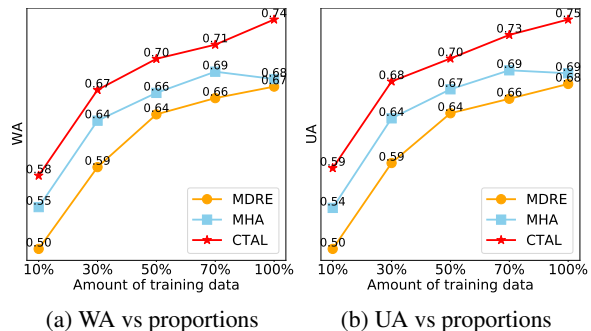 WA
0.58
0.67
0.70
0.71
0.74
0.55
0.64
0.66
0.69
0.68
0.50
0.59
0.64
0.66
0.67
MDRE
MHA
CTAL
10% 30% 50% 70% 100%
Amount of training data
(a) WA vs proportions
UA
0.59
0.68
0.70
0.73
0.75
0.54
0.64
0.67
0.69
0.69
0.50
0.59
0.64
0.66
0.68
MDRE
MHA
CTAL
10% 30% 50% 70% 100%
Amount of training data
(b) UA vs proportions